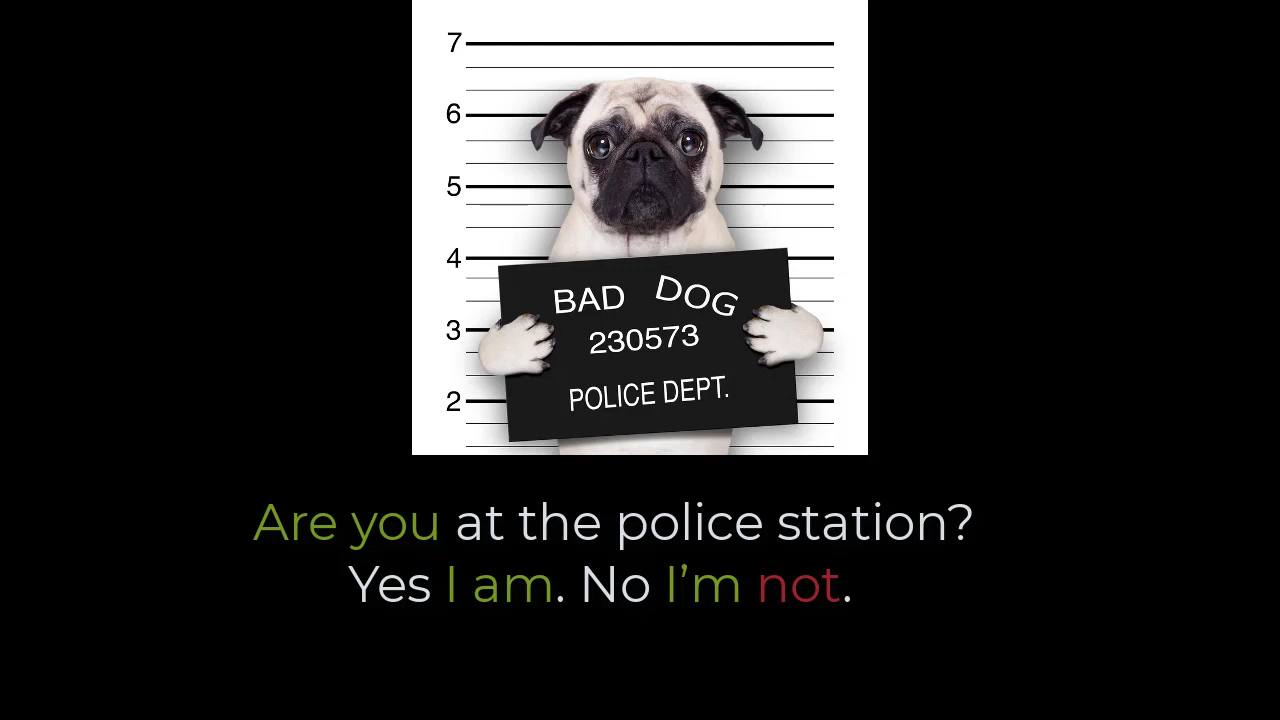 7
6
5
4
3
2
BAD DOG
230573
POLICE DEPT.
Are you at the police station?
Yes I am. No I’m not.